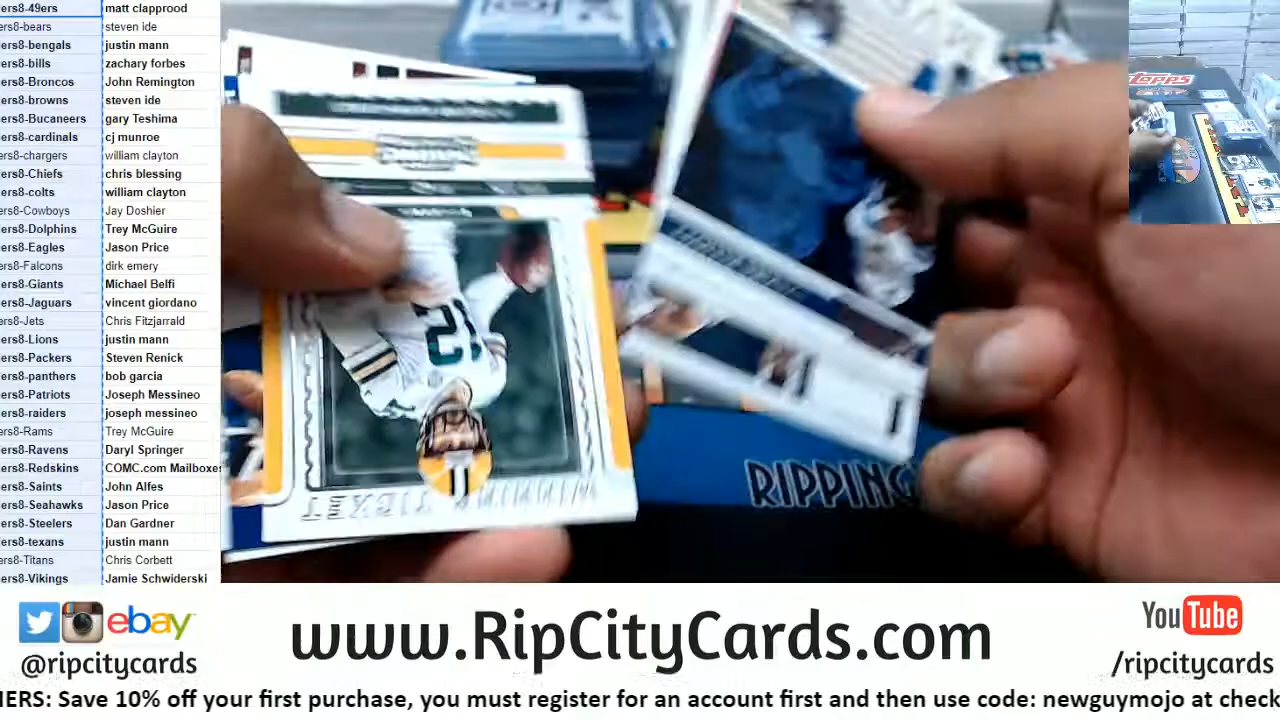 ers8-49ers matt clapprood
ers8-bears steven ide
ers8-bengals justin mann
ers8-bills zachary forbes
ers8-Broncos John Remington
ers8-browns steven ide
ers8-Bucaneers gary Teshima
ers8-cardinals cj munroe
ers8-chargers william clayton
ers8-Chiefs chris blessing
ers8-colts william clayton
ers8-Cowboys Jay Doshier
ers8-Dolphins Trey McGuire
ers8-Eagles Jason Price
ers8-Falcons dirk emery
ers8-Giants Michael Belfi
ers8-Jaguars vincent giordano
ers8-Jets Chris Fitzjarrald
ers8-Lions justin mann
ers8-Packers Steven Renick
ers8-panthers bob garcia
ers8-Patriots Joseph Messineo
ers8-raiders joseph messineo
ers8-Rams Trey McGuire
ers8-Ravens Daryl Springer
ers8-Redskins COMC.com Mailboxes
ers8-Saints John Alfes
ers8-Seahawks Jason Price
ers8-Steelers Dan Gardner
ers8-texans justin mann
ers8-Titans Chris Corbett
ers8-Vikings Jamie Schwiderski
12
TICKET
RIPPING
Topps
ebay
@ripcitycards
www.RipCityCards.com
YouTube
/ripcitycards
IERS: Save 10% off your first purchase, you must register for an account first and then use code: newguymojo at check